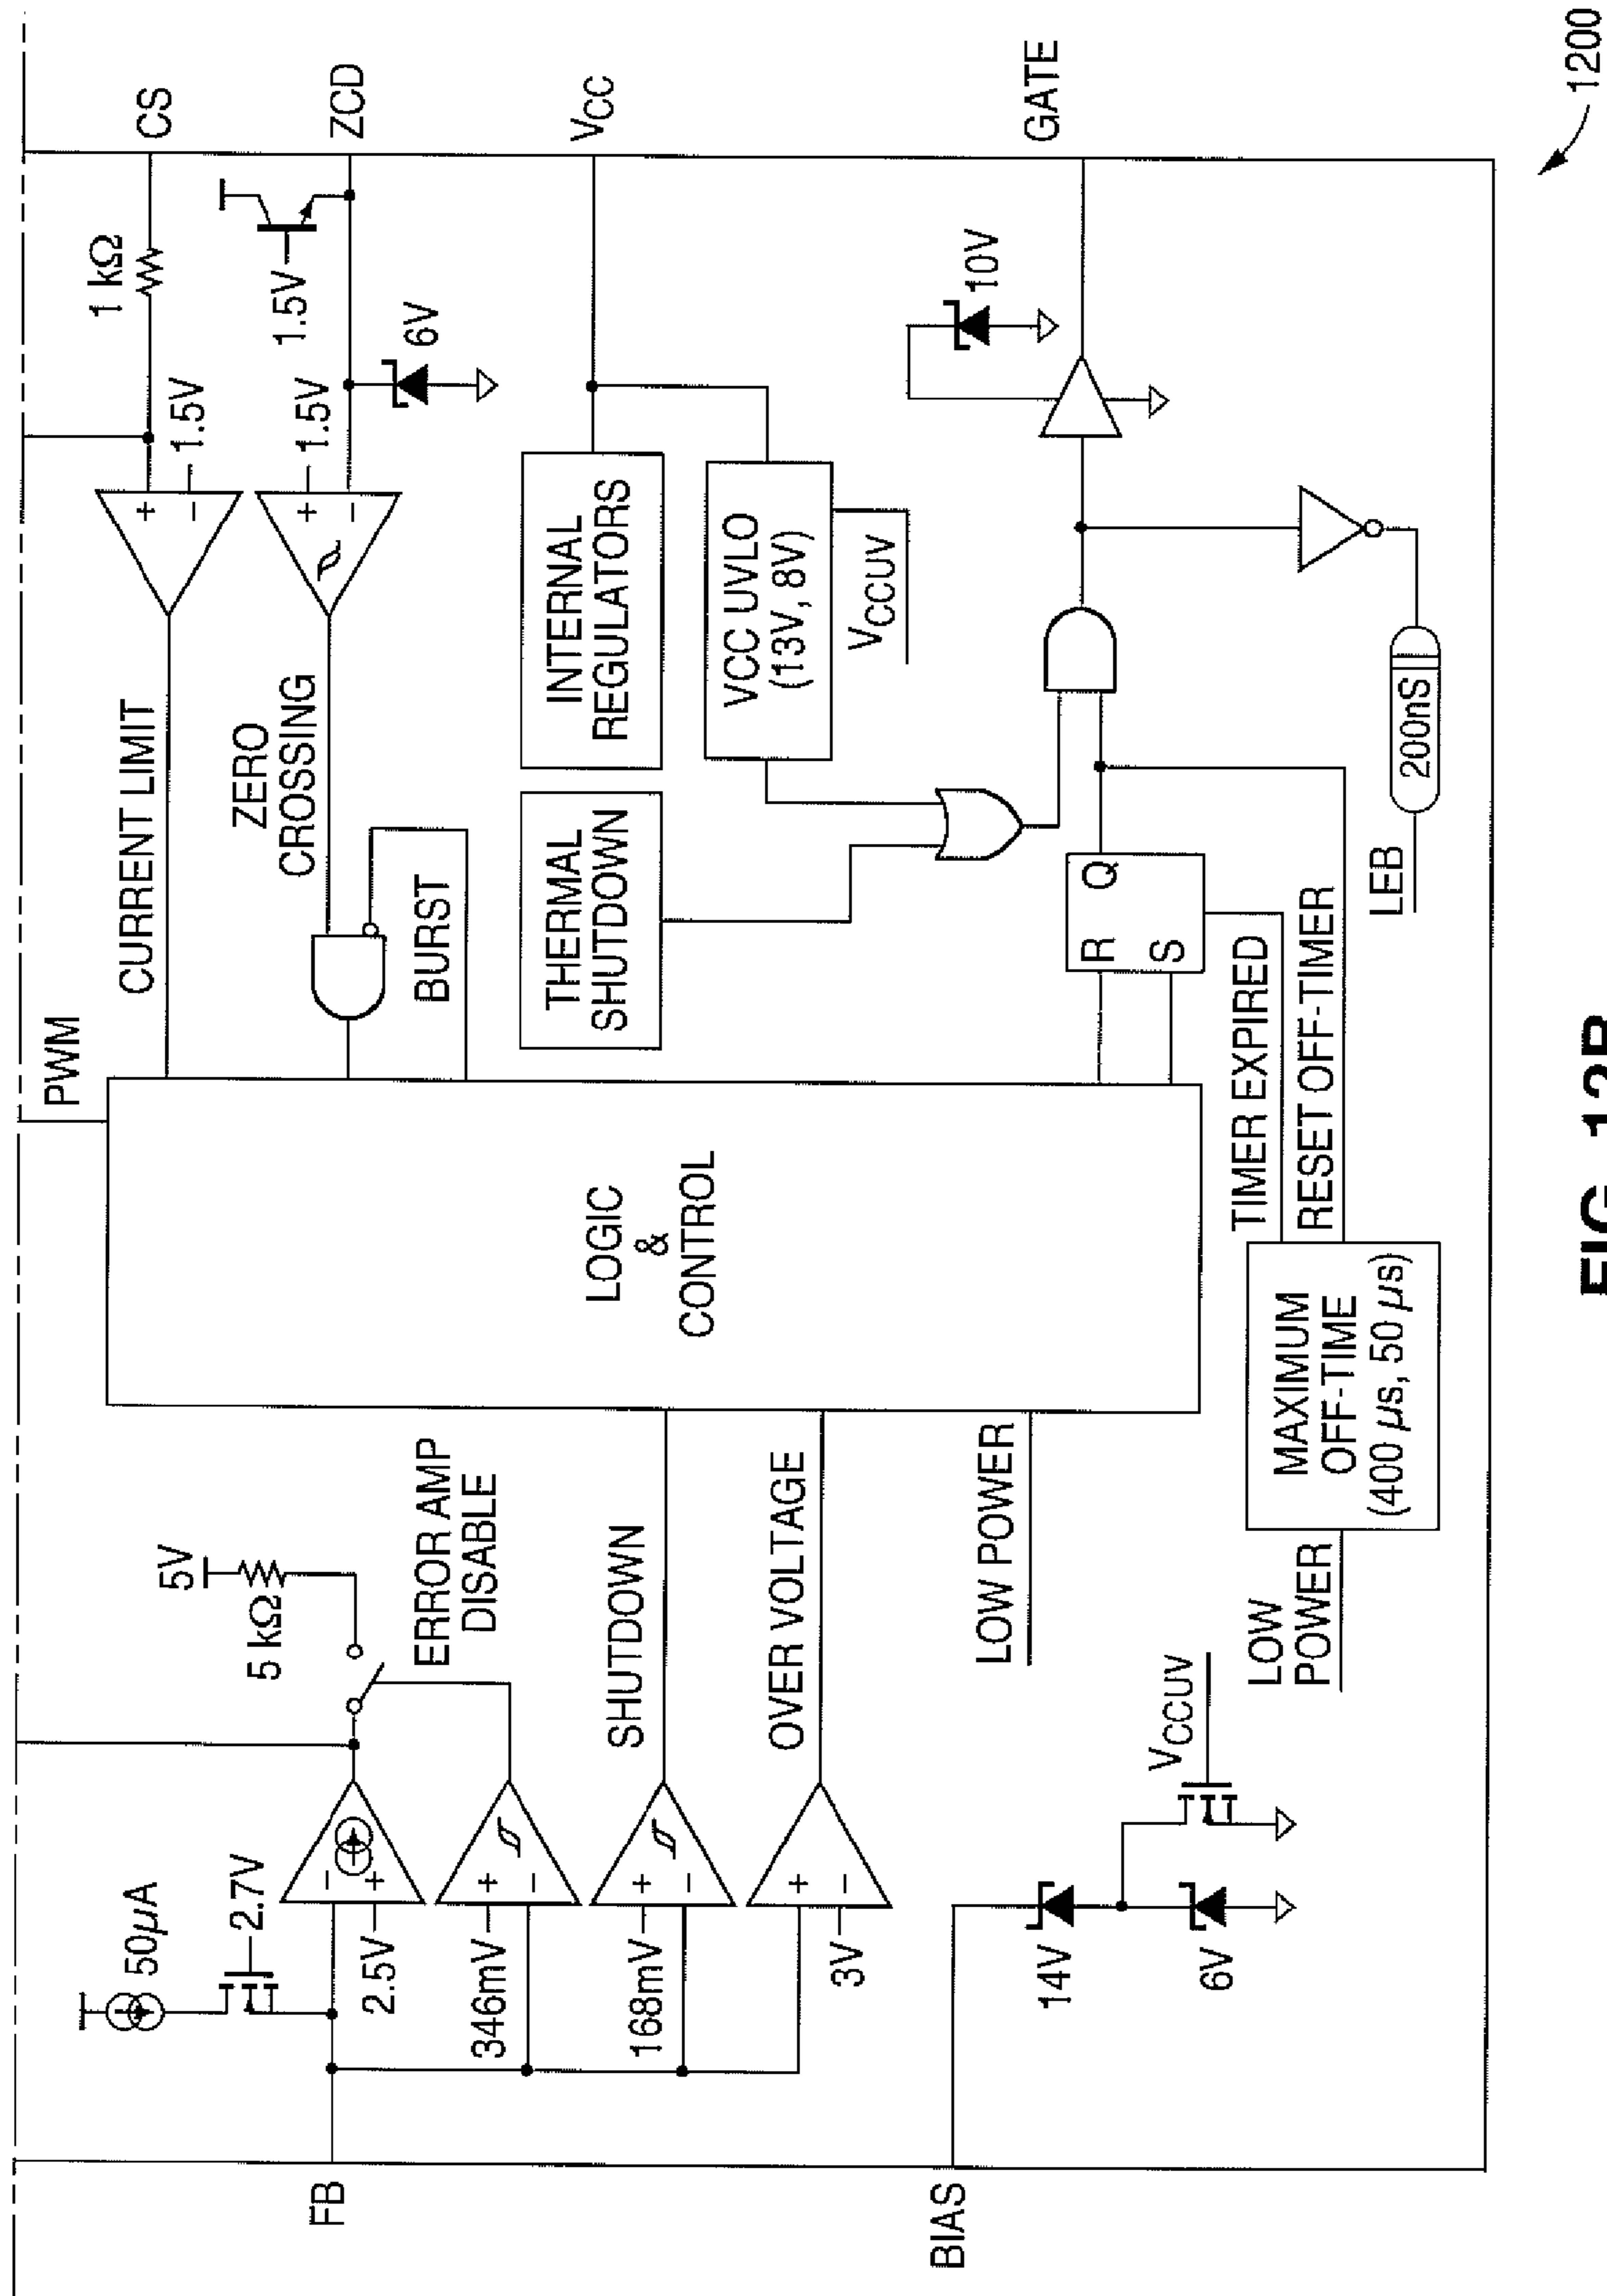 PWM
50µA
5V
5 kΩ
1 kΩ
CS
CURRENT LIMIT
1.5V
2.7V
2.5V
ZERO
CROSSING
1.5V
1.5V
ZCD
FB
6V
ERROR AMP
DISABLE
BURST
346mV
SHUTDOWN
168mV
LOGIC
&
CONTROL
THERMAL
SHUTDOWN
INTERNAL
REGULATORS
VCC
OVER VOLTAGE
3V
VCC UVLO
(13V, 8V)
VCCUV
BIAS
LOW POWER
10V
14V
R
Q
S
GATE
VCCUV
6V
TIMER EXPIRED
RESET OFF-TIMER
LOW
POWER
MAXIMUM
OFF-TIME
(400 µs, 50 µs)
LEB
200nS
1200